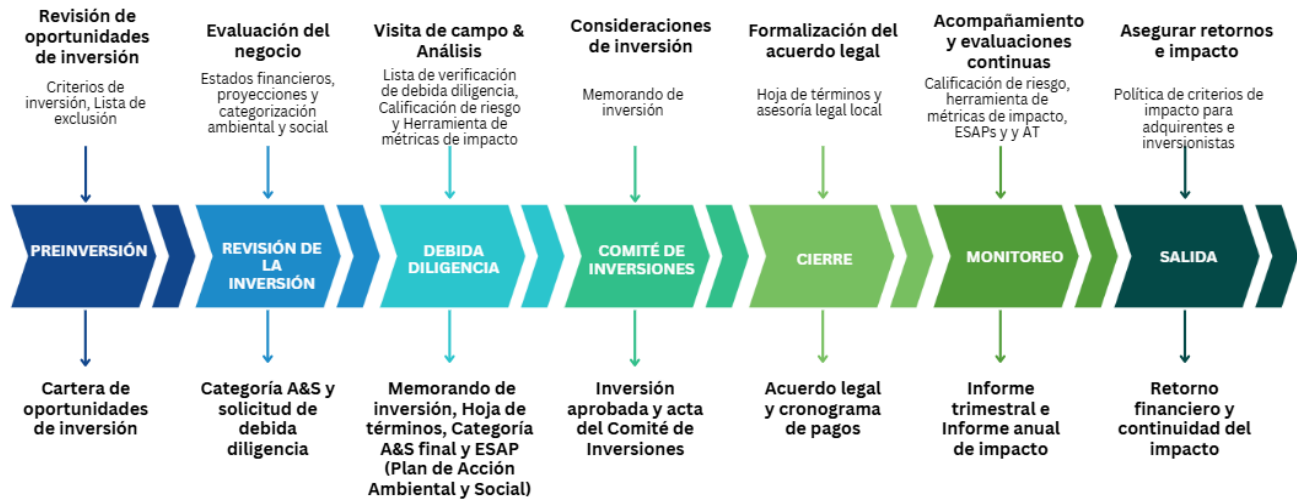 Revisión de
oportunidades
de inversión
Criterios de
inversión, Lista de
exclusión
Evaluación del
negocio
Estados financieros,
proyecciones y
categorización
ambiental y social
Visita de campo &
Análisis
Lista de verificación
de debida diligencia,
Calificación de riesgo
y Herramienta de
métricas de impacto
Consideraciones
de inversión
Memorando de
inversión
Formalización del
acuerdo legal
Hoja de términos y
asesoría legal local
Acompañamiento
y evaluaciones
continuas
Calificación de riesgo,
herramienta de
métricas de impacto,
ESAPs y y AT
Asegurar retornos
e impacto
Política de criterios de
impacto para
adquirentes e
inversionistas
PREINVERSIÓN
REVISIÓN DE
LA
INVERSIÓN
DEBIDA
DILIGENCIA
COMITÉ DE
INVERSIONES
CIERRE
MONITOREO
SALIDA
Cartera de
oportunidades
de inversión
Categoría A&S y
solicitud de
debida
diligencia
Memorando de
inversión, Hoja de
términos, Categoría
A&S final y ESAP
(Plan de Acción
Ambiental y Social)
Inversión
aprobada y acta
del Comité de
Inversiones
Acuerdo legal
y cronograma
de pagos
Informe
trimestral e
Informe anual
de impacto
Retorno
financiero y
continuidad del
impacto